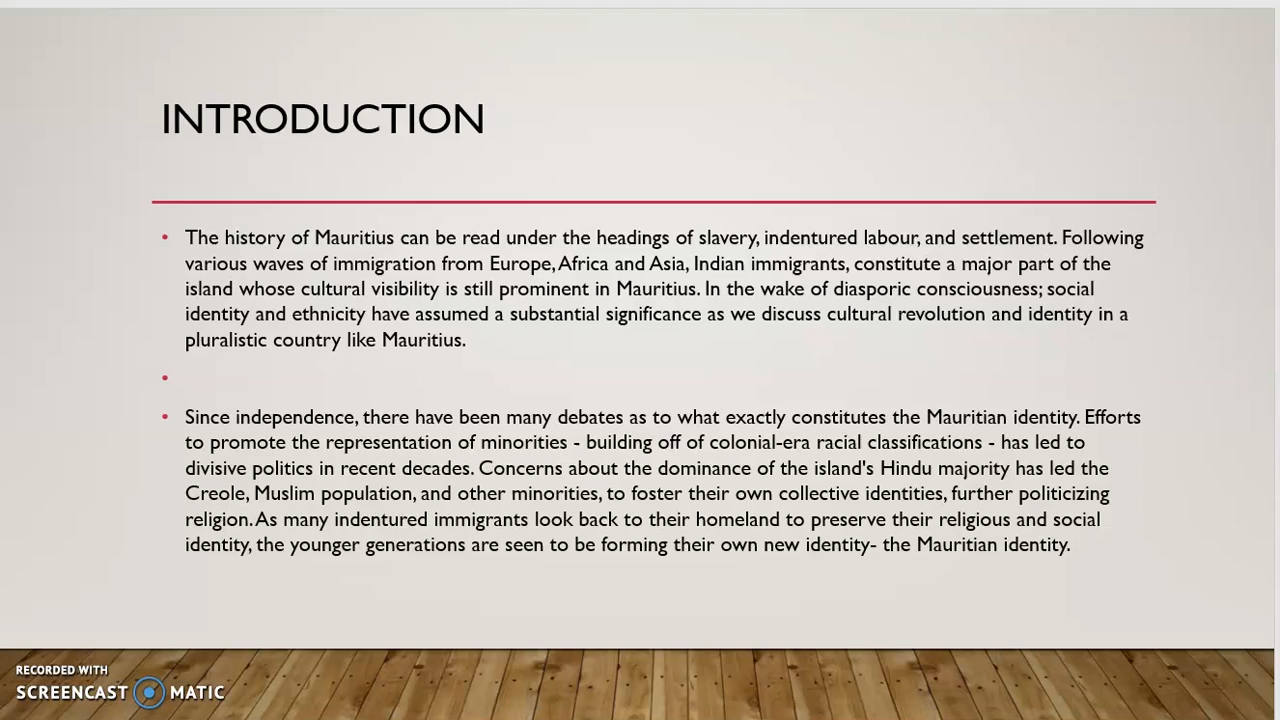 INTRODUCTION
• The history of Mauritius can be read under the headings of slavery, indentured labour, and settlement. Following
various waves of immigration from Europe, Africa and Asia, Indian immigrants, constitute a major part of the
island whose cultural visibility is still prominent in Mauritius. In the wake of diasporic consciousness; social
identity and ethnicity have assumed a substantial significance as we discuss cultural revolution and identity in a
pluralistic country like Mauritius.
•
• Since independence, there have been many debates as to what exactly constitutes the Mauritian identity. Efforts
to promote the representation of minorities - building off of colonial-era racial classifications - has led to
divisive politics in recent decades. Concerns about the dominance of the island's Hindu majority has led the
Creole, Muslim population, and other minorities, to foster their own collective identities, further politicizing
religion. As many indentured immigrants look back to their homeland to preserve their religious and social
identity, the younger generations are seen to be forming their own new identity- the Mauritian identity.
RECORDED WITH
SCREENCAST MATIC